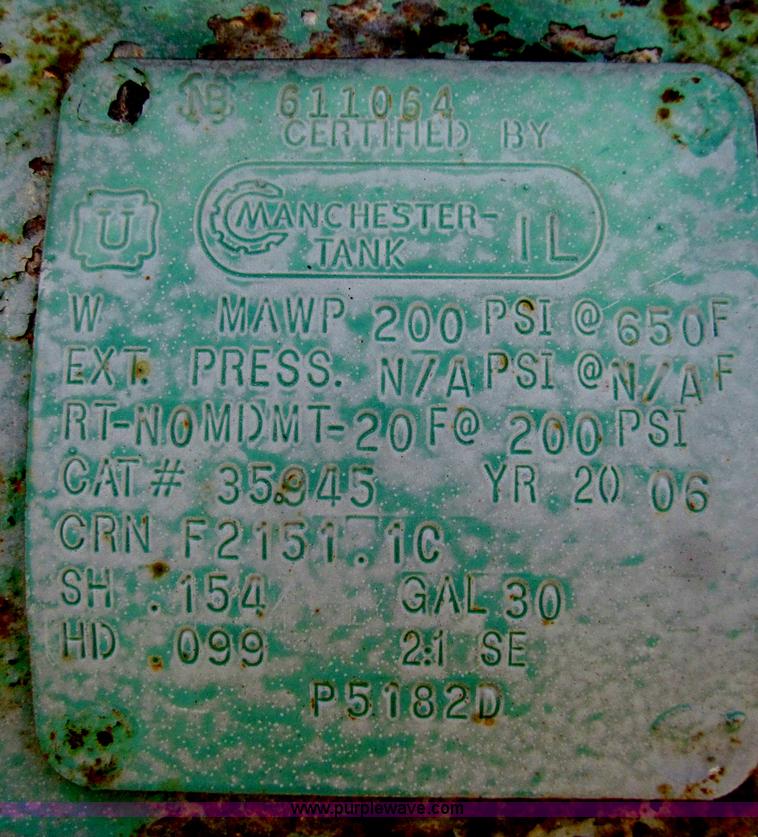 NB 611064
CERTIFIED BY
U
MANCHESTER-
TANK IL
W MAWP 200 PSI @ 650F
EXT. PRESS. N/A PSI @ N/A F
RT-NO MDMT-20F@ 200 PSI
CAT# 35945 YR 2006
CRN F2151.1C
SH .154 GAL 30
HD .099 2:1 SE
P5182D
www.purplewave.com